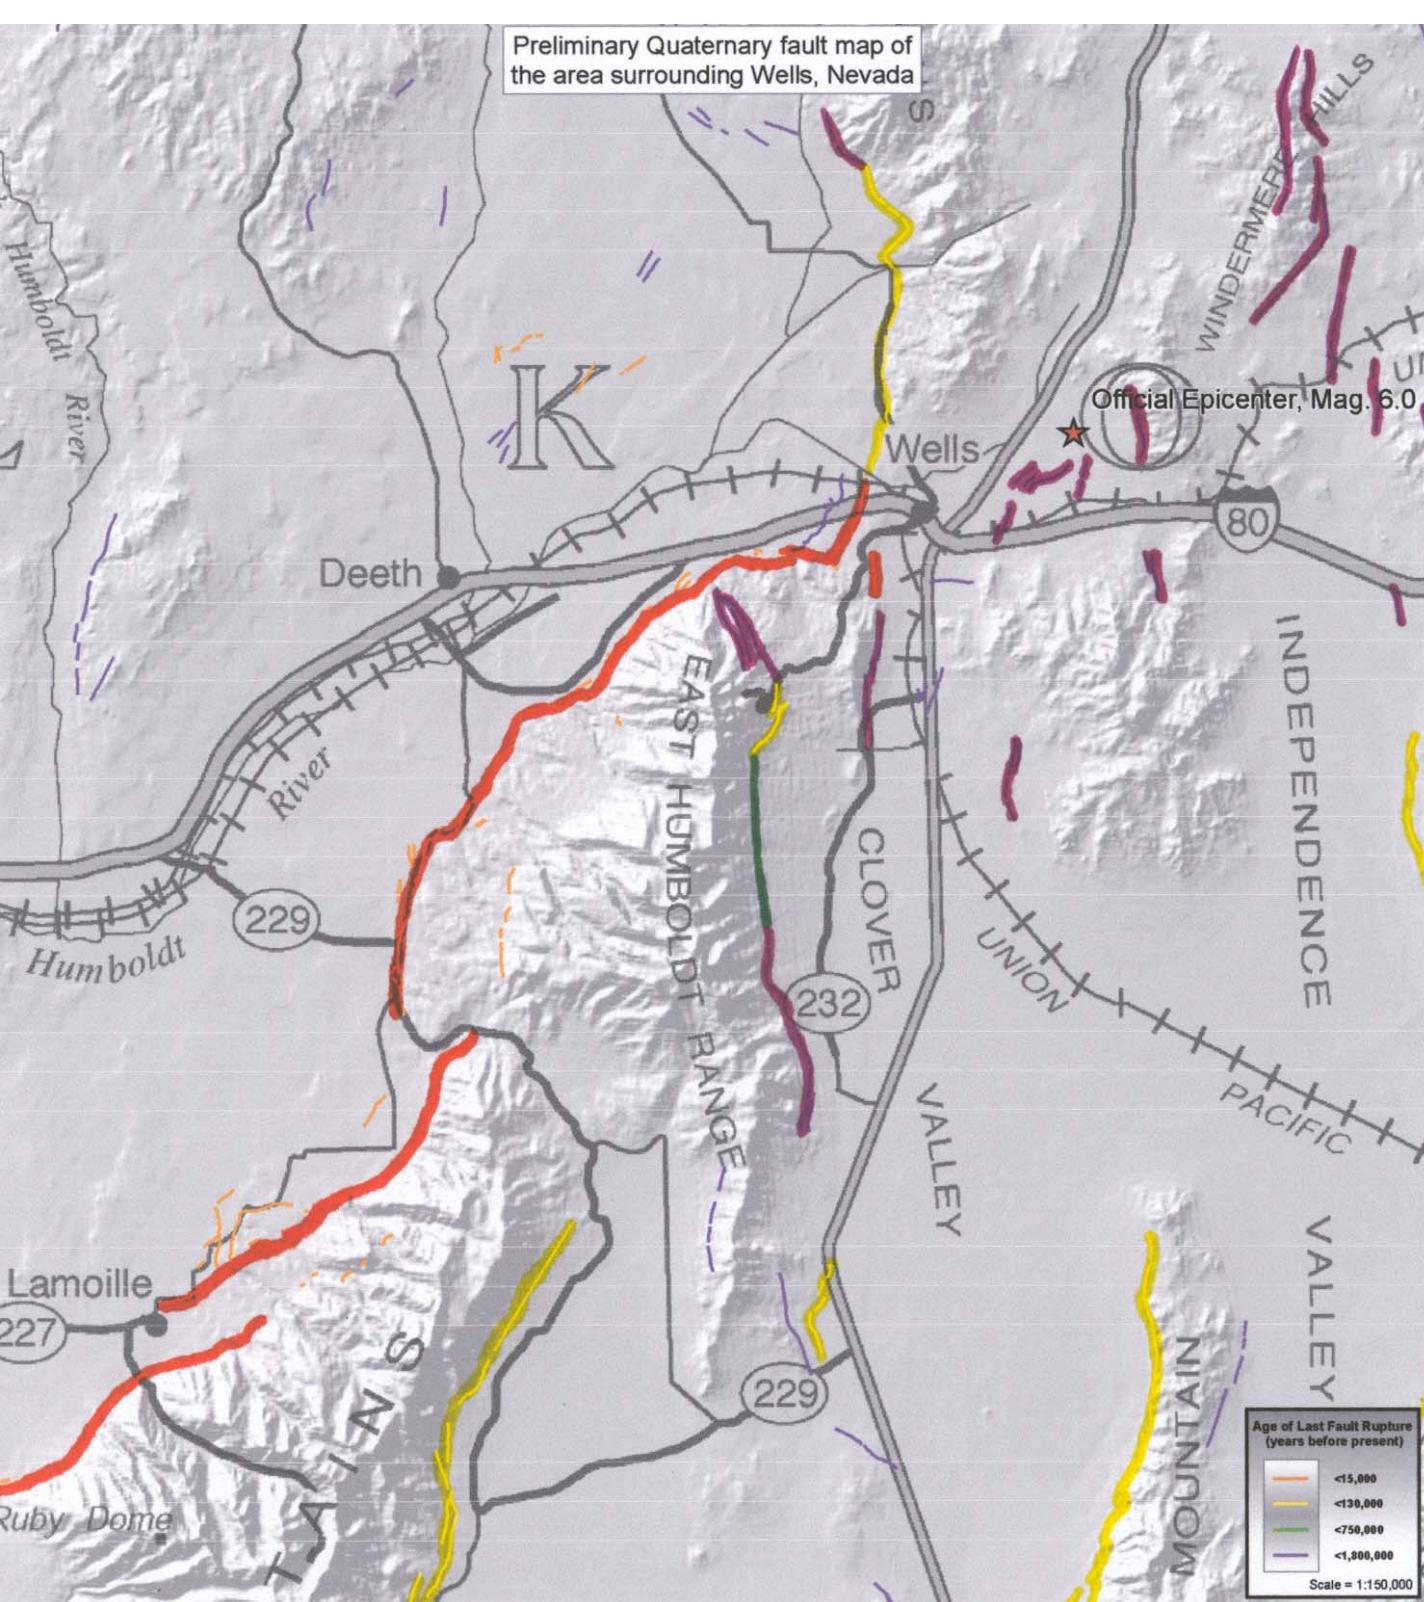 Preliminary Quaternary fault map of
the area surrounding Wells, Nevada
S
HILLS
WINDERMERE
Humboldt
River
K
Official Epicenter, Mag. 6.0
Wells
80
Deeth
EAST HUMBOLDT RANGE
INDEPENDENCE
River
CLOVER
229
Humboldt
UNION
232
PACIFIC
VALLEY
VALLEY
Lamoille
227
TAINS
229
MOUNTAIN
Ruby Dome
Age of Last Fault Rupture
(years before present)
<15,000
<130,000
<750,000
<1,800,000
Scale = 1:150,000